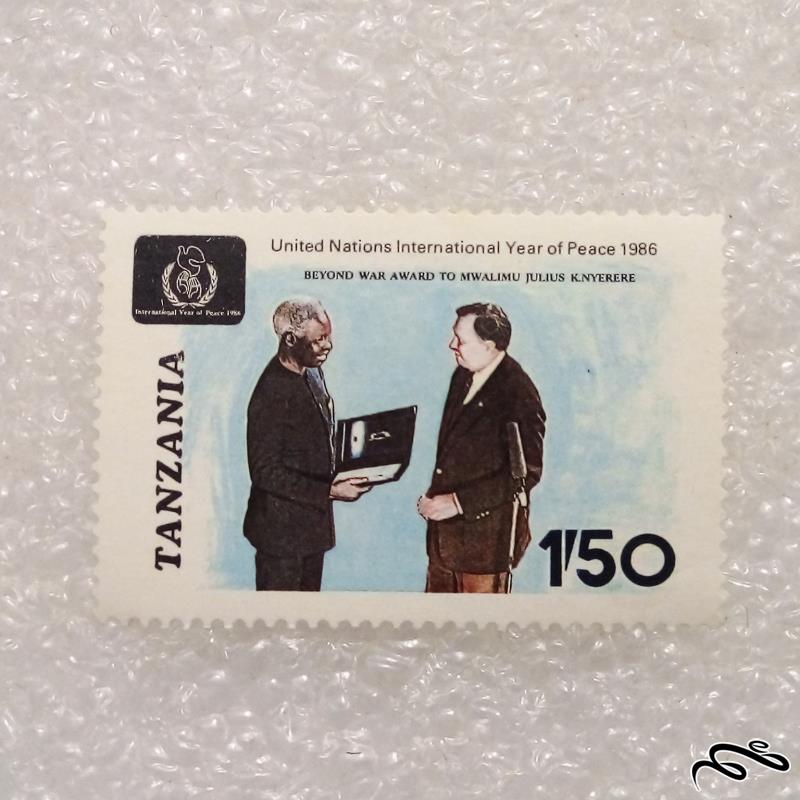 United Nations International Year of Peace 1986
BEYOND WAR AWARD TO MWALIMU JULIUS K.NYERERE
International Year of Peace 1986
TANZANIA
1/50